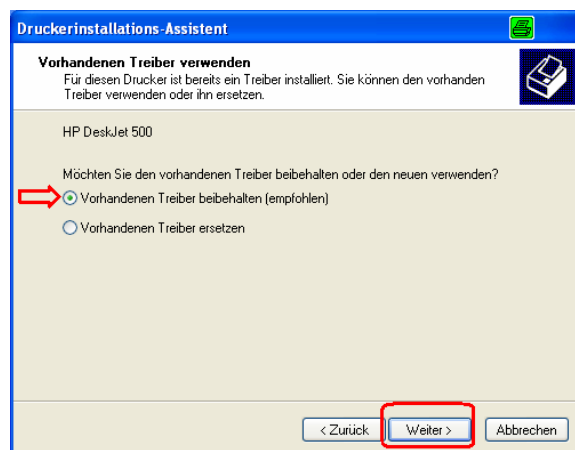 Druckerinstallations-Assistent
Vorhandenen Treiber verwenden
Für diesen Drucker ist bereits ein Treiber installiert. Sie können den vorhanden
Treiber verwenden oder ihn ersetzen.
HP DeskJet 500
Möchten Sie den vorhandenen Treiber beibehalten oder den neuen verwenden?
Vorhandenen Treiber beibehalten (empfohlen)
Vorhandenen Treiber ersetzen
< Zurück Weiter > Abbrechen